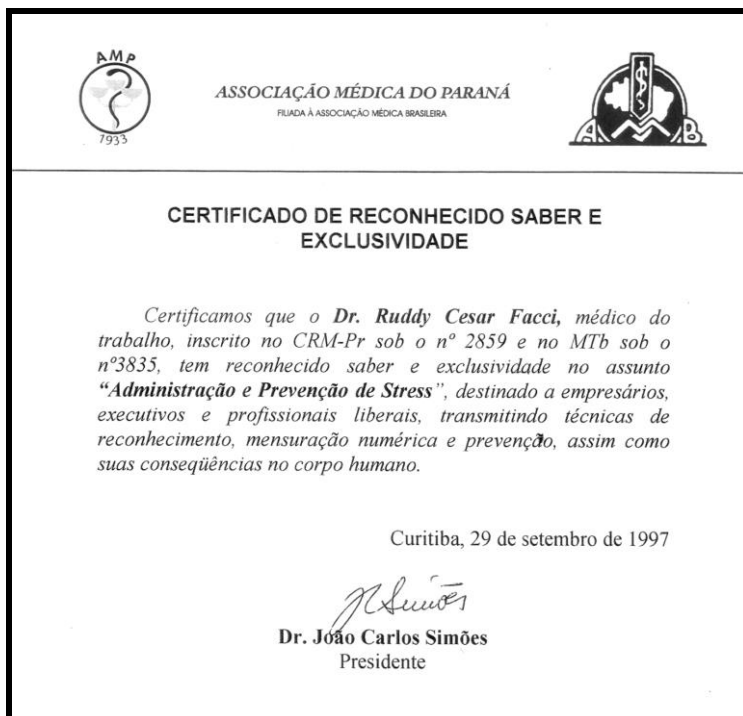 AMP
1933
ASSOCIAÇÃO MÉDICA DO PARANÁ
FILIADA À ASSOCIAÇÃO MÉDICA BRASILEIRA
AMB
CERTIFICADO DE RECONHECIDO SABER E
EXCLUSIVIDADE
Certificamos que o Dr. Ruddy Cesar Facci, médico do
trabalho, inscrito no CRM-Pr sob o nº 2859 e no MTb sob o
nº3835, tem reconhecido saber e exclusividade no assunto
“Administração e Prevenção de Stress”, destinado a empresários,
executivos e profissionais liberais, transmitindo técnicas de
reconhecimento, mensuração numérica e prevenção, assim como
suas conseqüências no corpo humano.
Curitiba, 29 de setembro de 1997
JCSimões
Dr. João Carlos Simões
Presidente